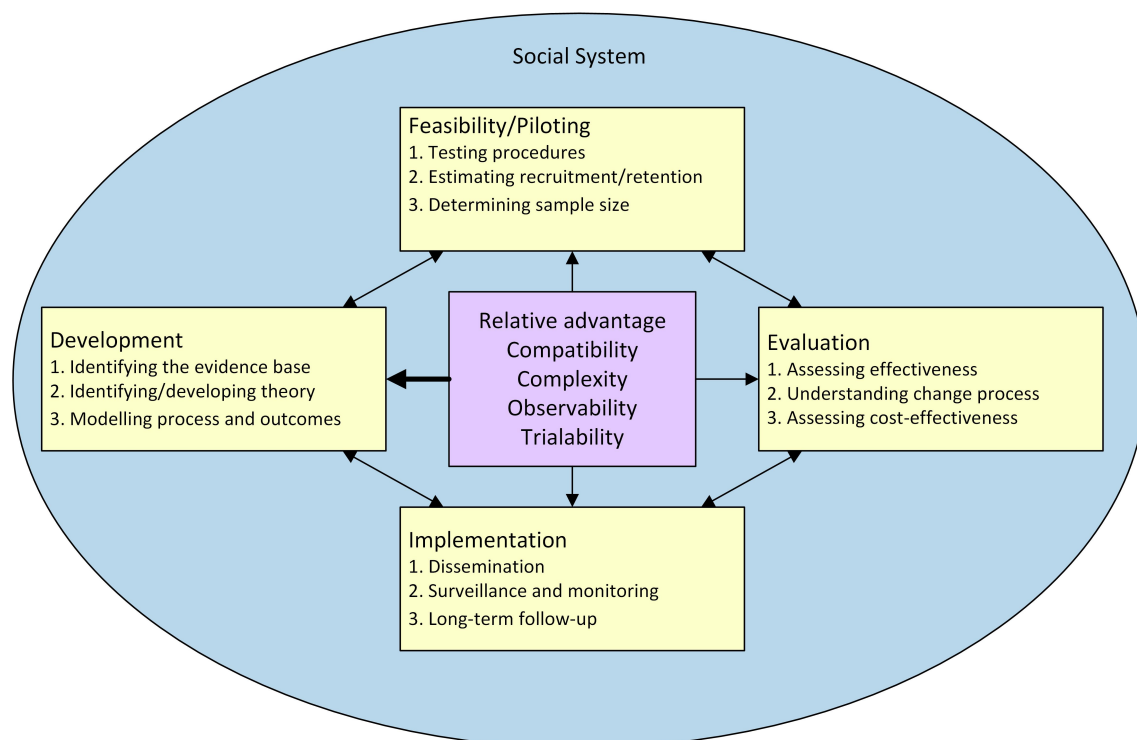 Social System
Feasibility/Piloting
1. Testing procedures
2. Estimating recruitment/retention
3. Determining sample size
Development
1. Identifying the evidence base
2. Identifying/developing theory
3. Modelling process and outcomes
Relative advantage
Compatibility
Complexity
Observability
Trialability
Evaluation
1. Assessing effectiveness
2. Understanding change process
3. Assessing cost-effectiveness
Implementation
1. Dissemination
2. Surveillance and monitoring
3. Long-term follow-up